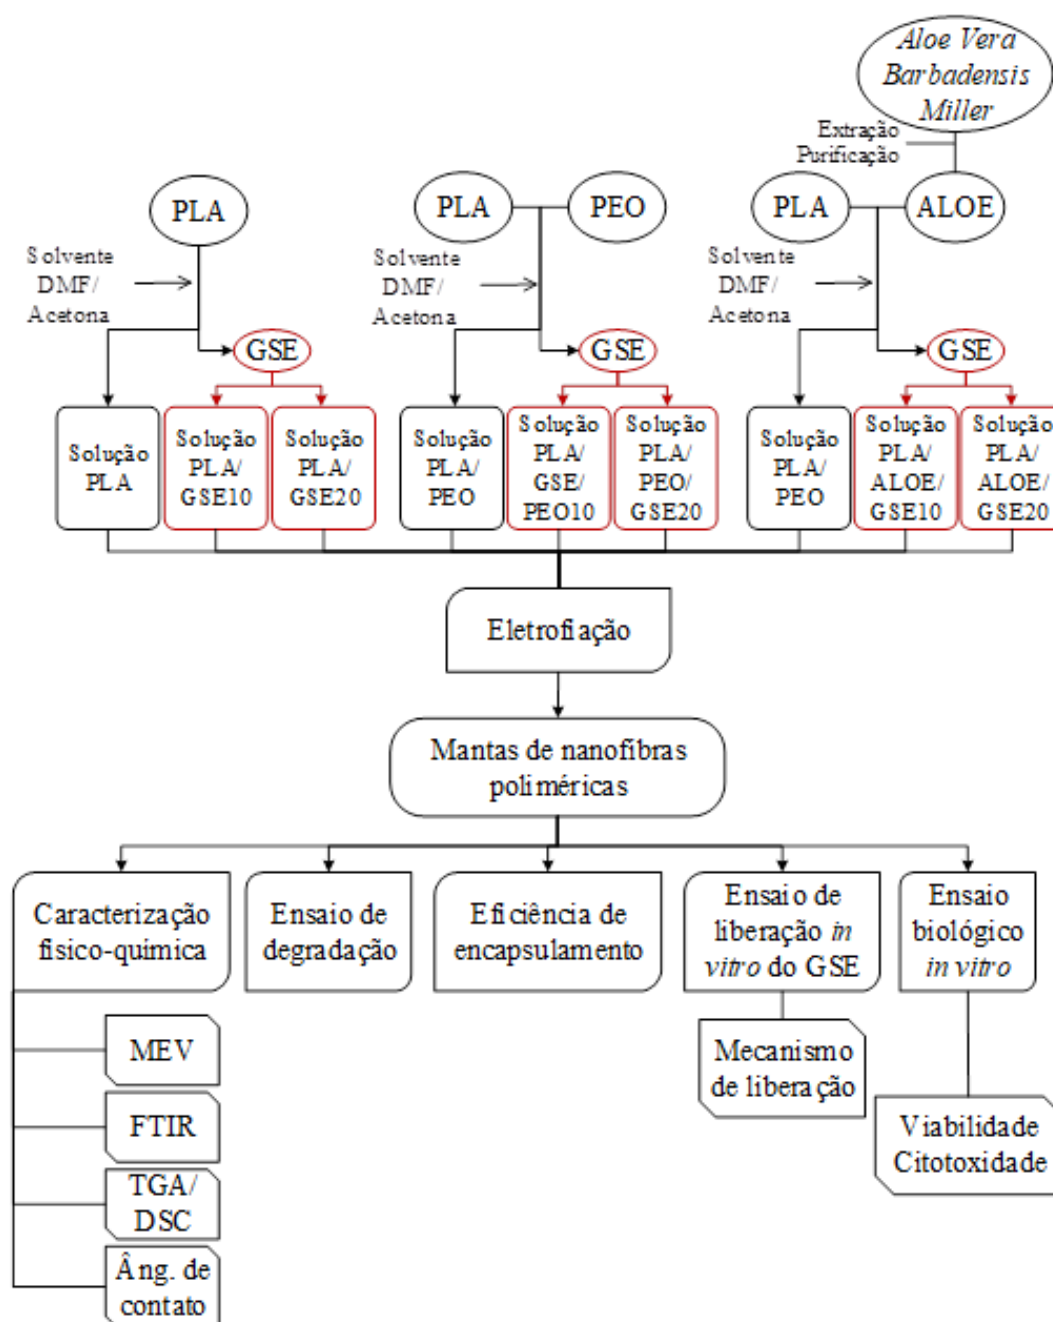 Aloe Vera
Barbadensis
Miller
Extração
Purificação
PLA
PLA
PEO
PLA
ALOE
Solvente
DMF/
Acetona
Solvente
DMF/
Acetona
Solvente
DMF/
Acetona
GSE
GSE
GSE
Solução
PLA
Solução
PLA/
GSE10
Solução
PLA/
GSE20
Solução
PLA/
PEO
Solução
PLA/
GSE/
PEO10
Solução
PLA/
PEO/
GSE20
Solução
PLA/
PEO
Solução
PLA/
ALOE/
GSE10
Solução
PLA/
ALOE/
GSE20
Eletrofiação
Mantas de nanofibras
poliméricas
Caracterização
físico-química
Ensaio de
degradação
Eficiência de
encapsulamento
Ensaio de
liberação in
vitro do GSE
Ensaio
biológico
in vitro
MEV
FTIR
TGA/
DSC
Âng. de
contato
Mecanismo
de liberação
Viabilidade
Citotoxidade